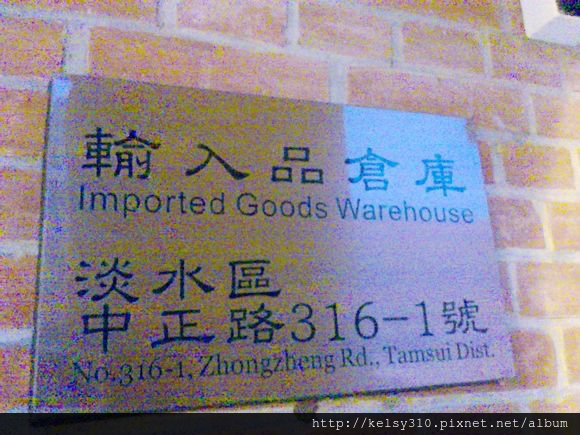 輸入品倉庫
Imported Goods Warehouse
淡水區
中正路316-1號
No.316-1, Zhongzheng Rd., Tamsui Dist.
http://kelsy310.pixnet.net/album